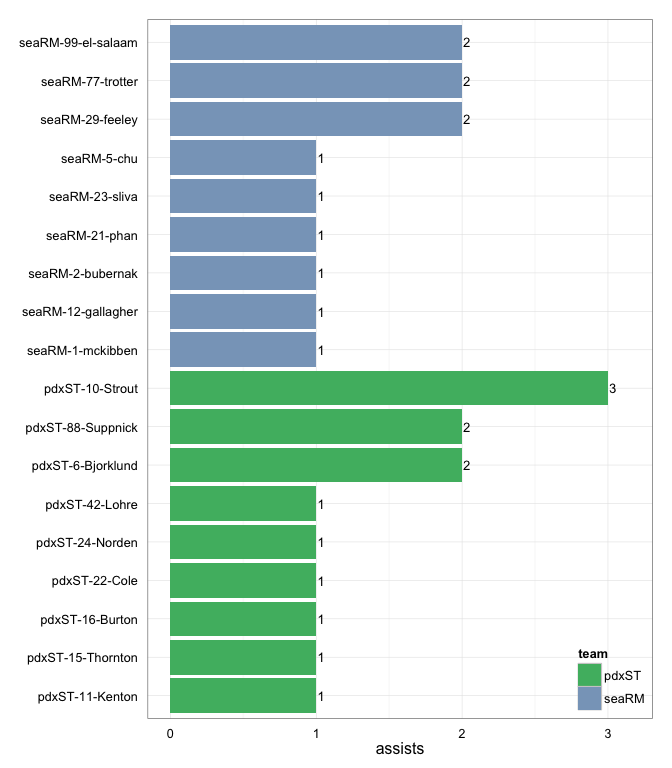 seaRM-99-el-salaam 2
seaRM-77-trotter 2
seaRM-29-feeley 2
seaRM-5-chu 1
seaRM-23-sliva 1
seaRM-21-phan 1
seaRM-2-bubernak 1
seaRM-12-gallagher 1
seaRM-1-mckibben 1
pdxST-10-Strout 3
pdxST-88-Suppnick 2
pdxST-6-Bjorklund 2
pdxST-42-Lohre 1
pdxST-24-Norden 1
pdxST-22-Cole 1
pdxST-16-Burton 1
pdxST-15-Thornton 1
pdxST-11-Kenton 1
team
pdxST
seaRM
0 1 2 3
assists